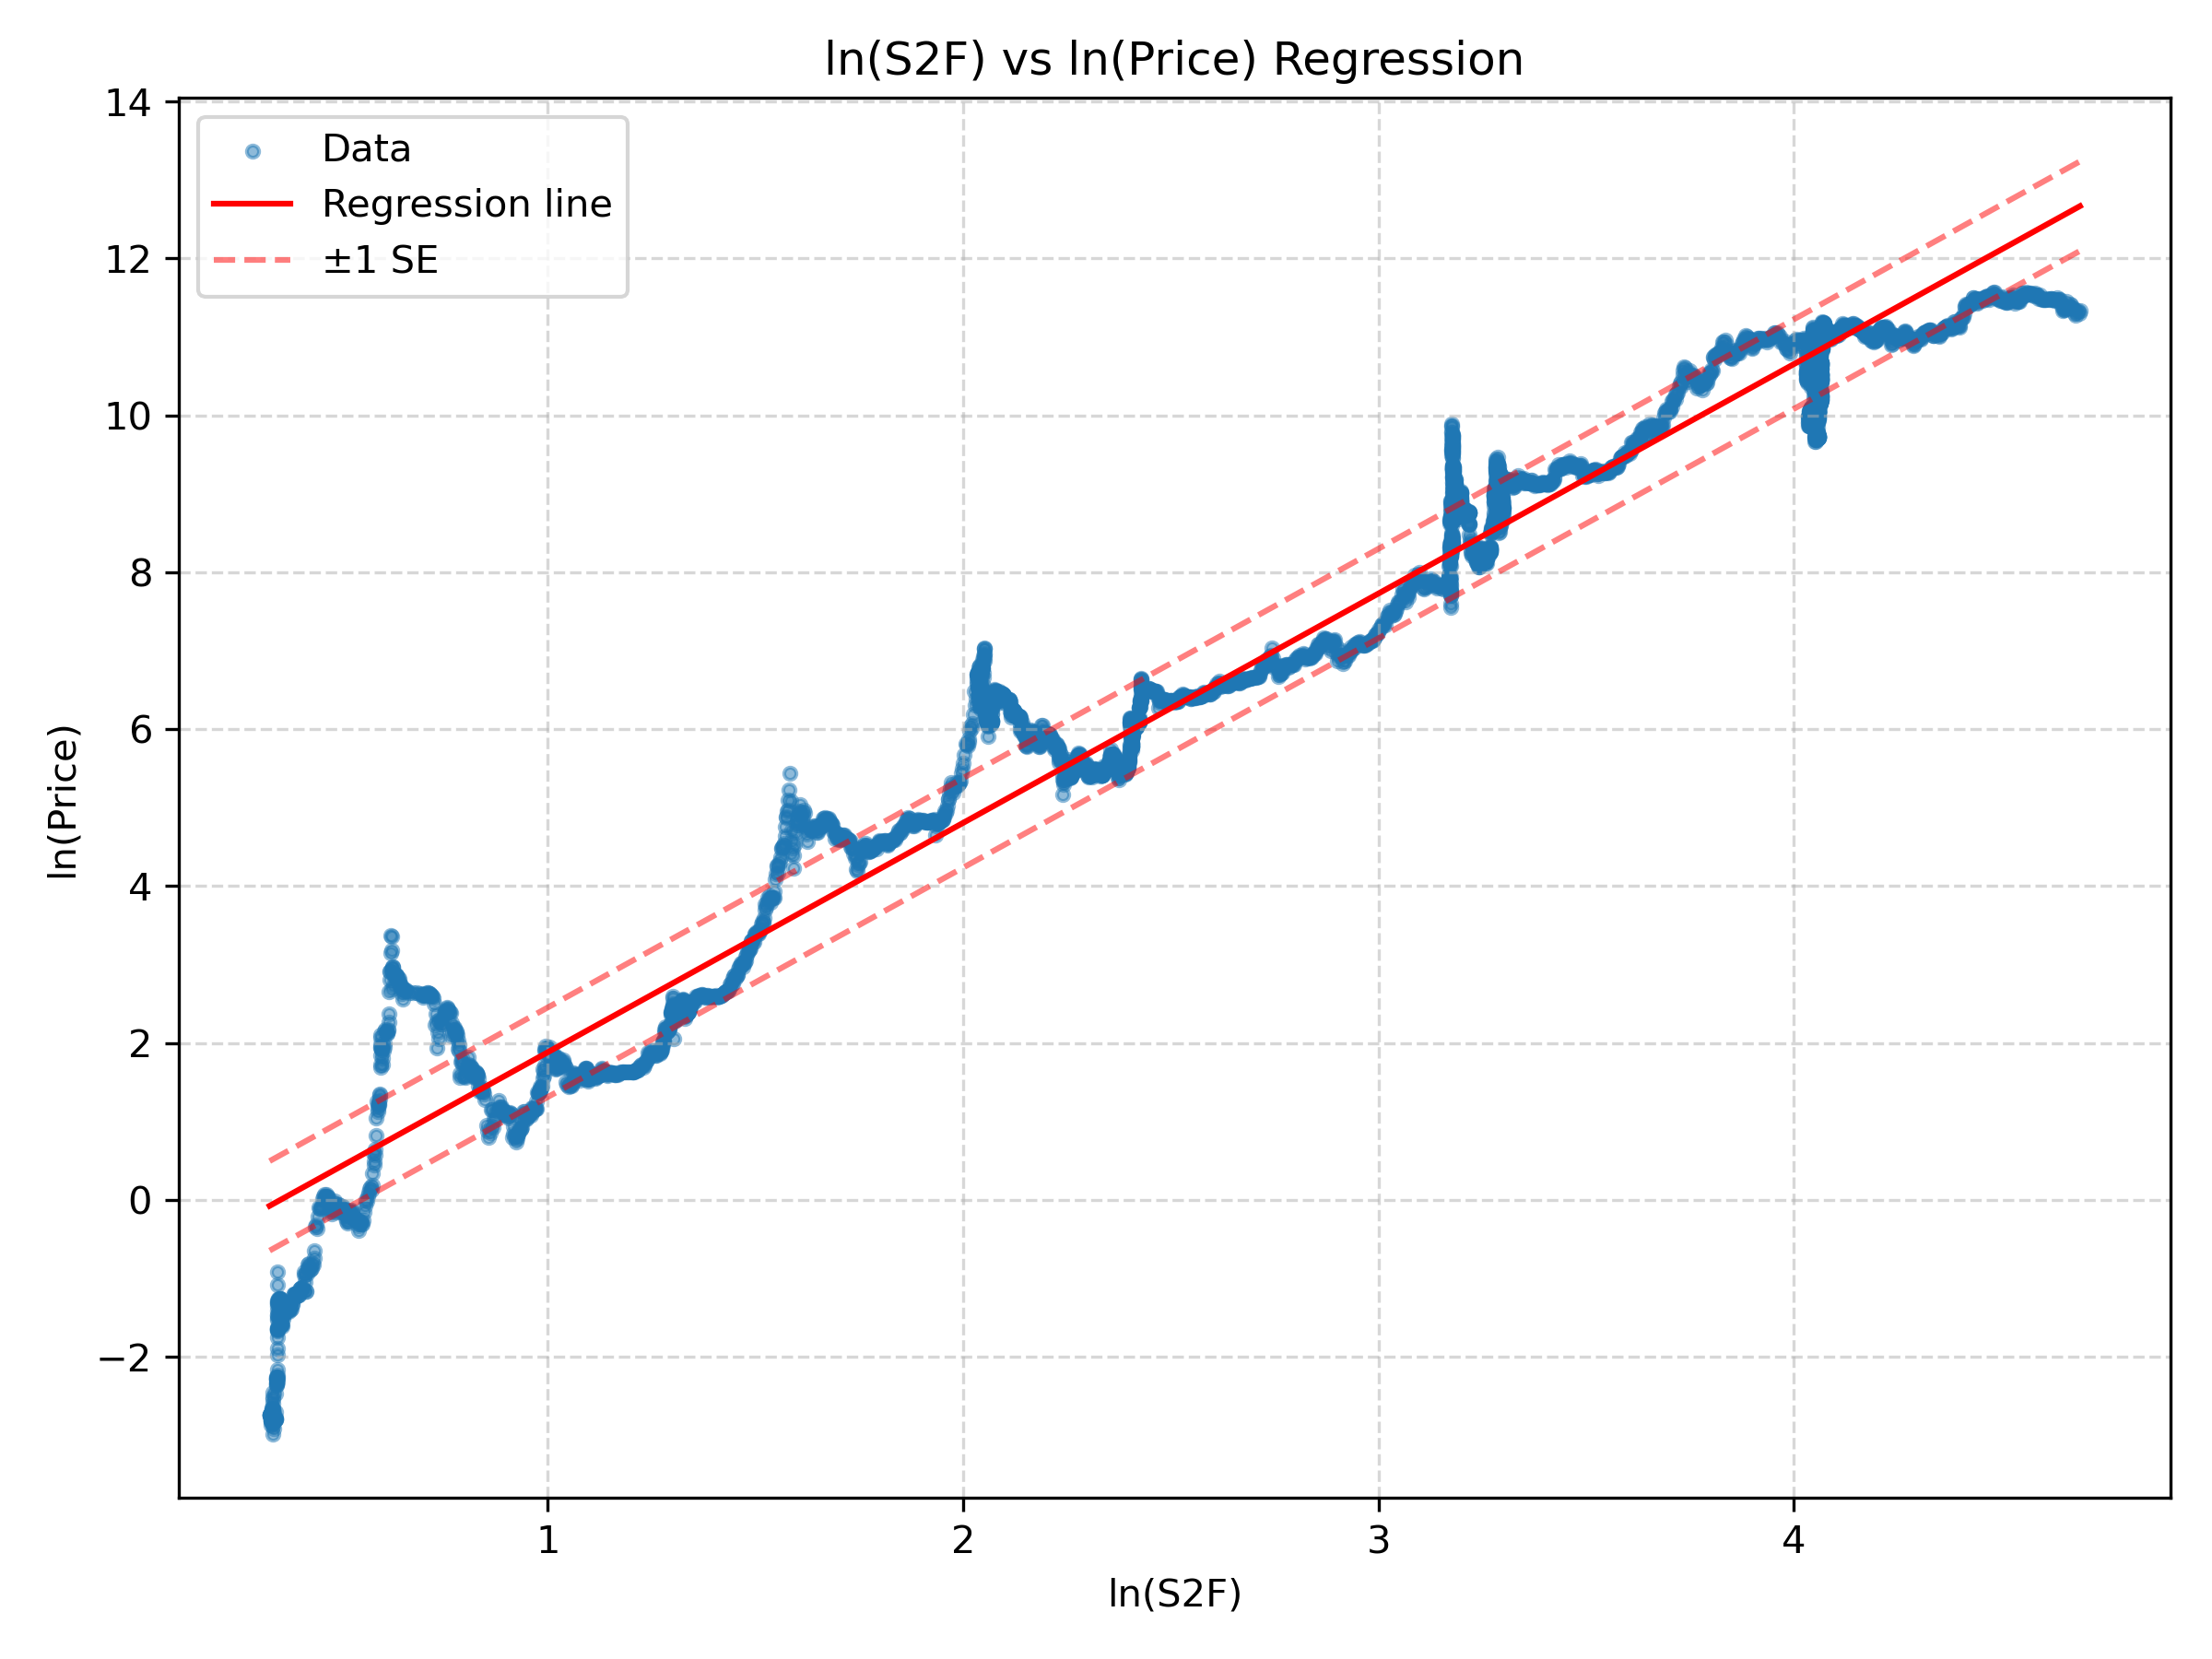 ln(S2F) vs ln(Price) Regression
Data
Regression line
±1 SE
14
12
10
8
6
4
2
0
−2
ln(Price)
1
2
3
4
ln(S2F)